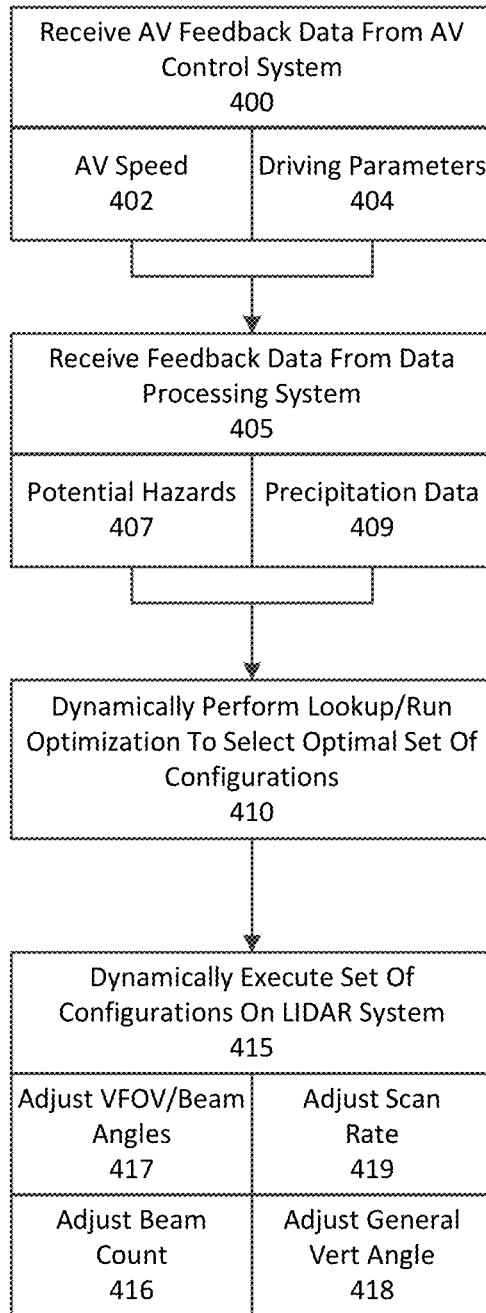 Receive AV Feedback Data From AV
Control System
400
AV Speed
402
Driving Parameters
404
Receive Feedback Data From Data
Processing System
405
Potential Hazards
407
Precipitation Data
409
Dynamically Perform Lookup/Run
Optimization To Select Optimal Set Of
Configurations
410
Dynamically Execute Set Of
Configurations On LIDAR System
415
Adjust VFOV/Beam
Angles
417
Adjust Scan
Rate
419
Adjust Beam
Count
416
Adjust General
Vert Angle
418